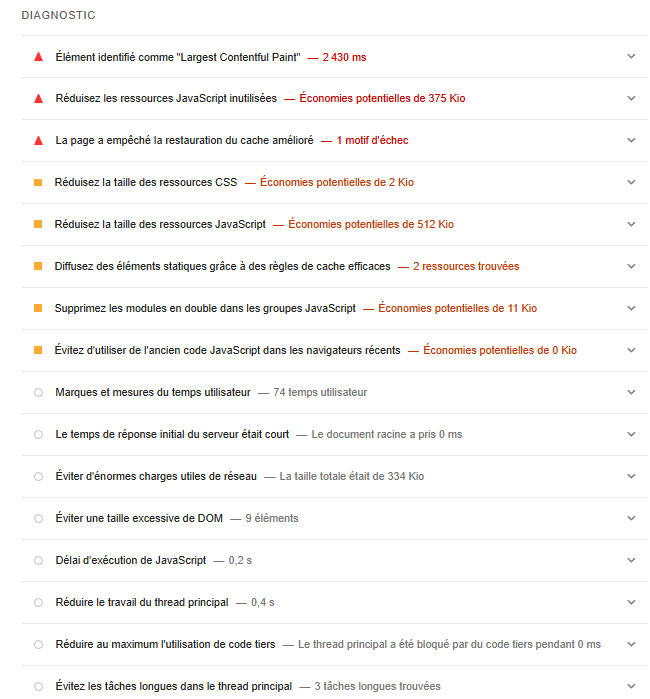 DIAGNOSTIC
Élément identifié comme "Largest Contentful Paint" — 2 430 ms
Réduisez les ressources JavaScript inutilisées — Économies potentielles de 375 Kio
La page a empêché la restauration du cache amélioré — 1 motif d'échec
Réduisez la taille des ressources CSS — Économies potentielles de 2 Kio
Réduisez la taille des ressources JavaScript — Économies potentielles de 512 Kio
Diffusez des éléments statiques grâce à des règles de cache efficaces — 2 ressources trouvées
Supprimez les modules en double dans les groupes JavaScript — Économies potentielles de 11 Kio
Évitez d'utiliser de l'ancien code JavaScript dans les navigateurs récents — Économies potentielles de 0 Kio
Marques et mesures du temps utilisateur — 74 temps utilisateur
Le temps de réponse initial du serveur était court — Le document racine a pris 0 ms
Éviter d'énormes charges utiles de réseau — La taille totale était de 334 Kio
Éviter une taille excessive de DOM — 9 éléments
Délai d'exécution de JavaScript — 0,2 s
Réduire le travail du thread principal — 0,4 s
Réduire au maximum l'utilisation de code tiers — Le thread principal a été bloqué par du code tiers pendant 0 ms
Évitez les tâches longues dans le thread principal — 3 tâches longues trouvées